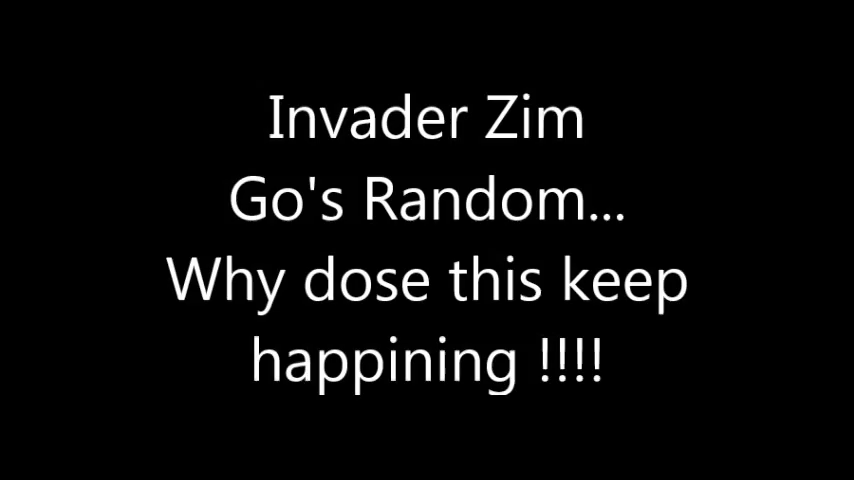 Invader Zim
Go's Random...
Why dose this keep
happining !!!!